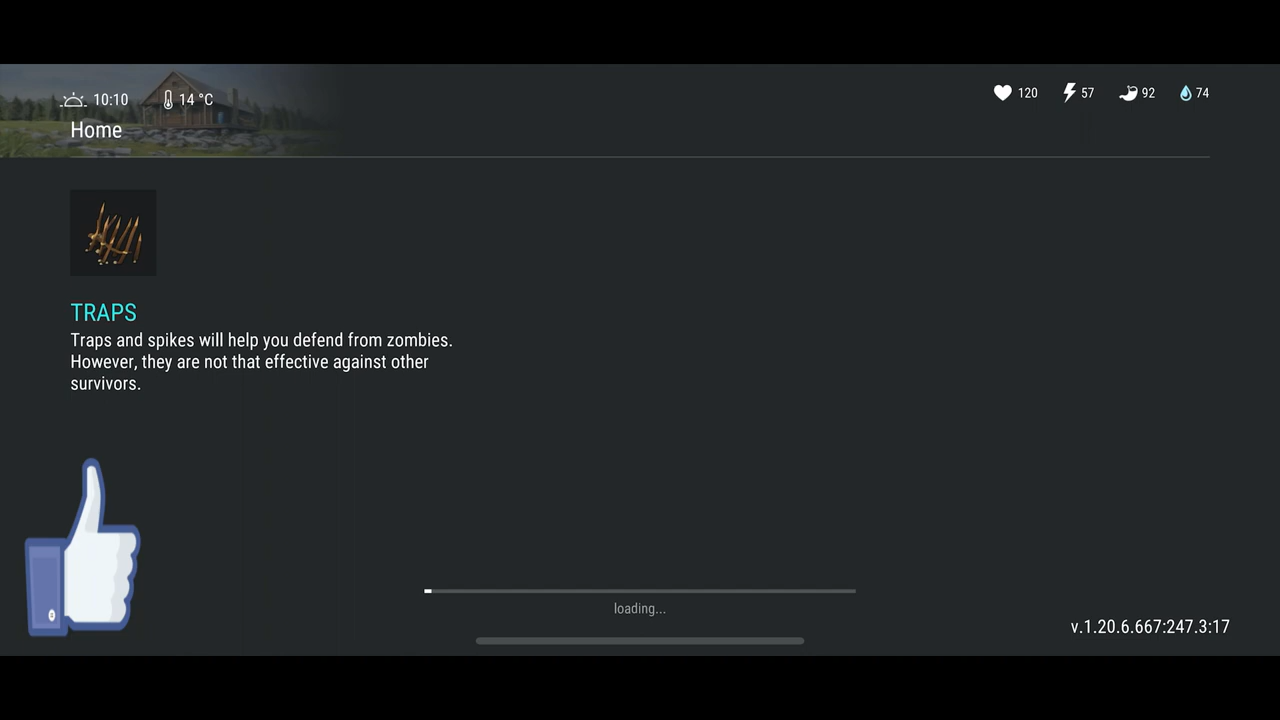 10:10 14 °C
Home
120 57 92 74
TRAPS
Traps and spikes will help you defend from zombies.
However, they are not that effective against other
survivors.
loading...
v.1.20.6.667:247.3:17